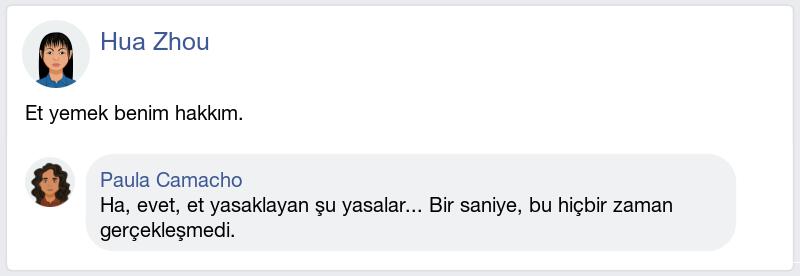 Hua Zhou
Et yemek benim hakkım.
Paula Camacho
Ha, evet, et yasaklayan şu yasalar... Bir saniye, bu hiçbir zaman
gerçekleşmedi.